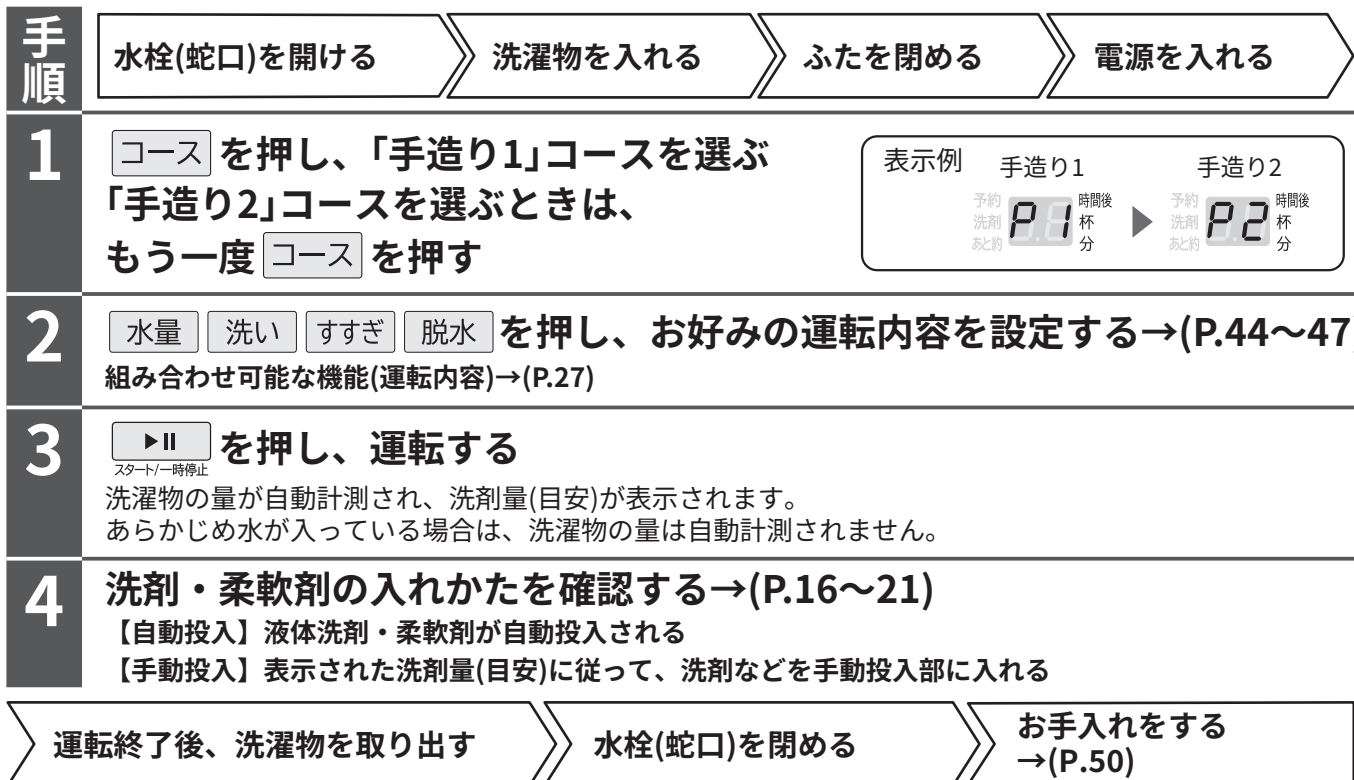 手順
水栓(蛇口)を開ける
洗濯物を入れる
ふたを閉める
電源を入れる
1
コース を押し、「手造り1」コースを選ぶ
「手造り2」コースを選ぶときは、
もう一度 コース を押す
表示例
手造り1
手造り2
予約 時間後
洗剤 P1 杯
あと約 分
予約 時間後
洗剤 P2 杯
あと約 分
2
水量 洗い すすぎ 脱水 を押し、お好みの運転内容を設定する→(P.44〜47)
組み合わせ可能な機能(運転内容)→(P.27)
3
を押し、運転する
スタート/一時停止
洗濯物の量が自動計測され、洗剤量(目安)が表示されます。
あらかじめ水が入っている場合は、洗濯物の量は自動計測されません。
4
洗剤・柔軟剤の入れかたを確認する→(P.16〜21)
【自動投入】液体洗剤・柔軟剤が自動投入される
【手動投入】表示された洗剤量(目安)に従って、洗剤などを手動投入部に入れる
運転終了後、洗濯物を取り出す
水栓(蛇口)を閉める
お手入れをする
→(P.50)